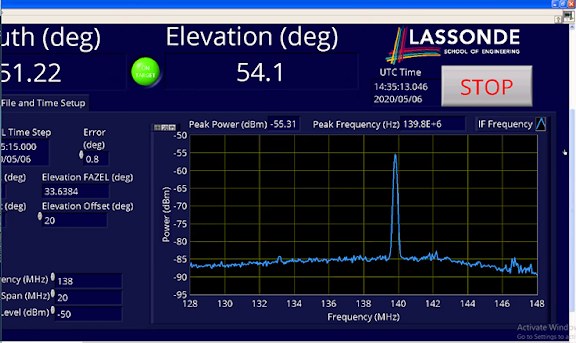 uth (deg)
Elevation (deg)
LASSONDE
SCHOOL OF ENGINEERING
51.22
TARGET
54.1
UTC Time
14:35:13.046
2020/05/06
STOP
File and Time Setup
L Time Step
Error
(deg)
5:15.000
0/05/06
0.8
(deg)
Elevation FAZEL (deg)
33.6384
(deg)
Elevation Offset (deg)
20
ency (MHz) 138
Span (MHz) 20
Level (dBm) -50
Peak Power (dBm) -55.31
Peak Frequency (Hz) 139.8E+6
IF Frequency
Power (dBm)
-50
-55
-60
-65
-70
-75
-80
-85
-90
-95
128 130 132 134 136 138 140 142 144 146 148
Frequency (MHz)
Activate Wind
Go to Settings to a